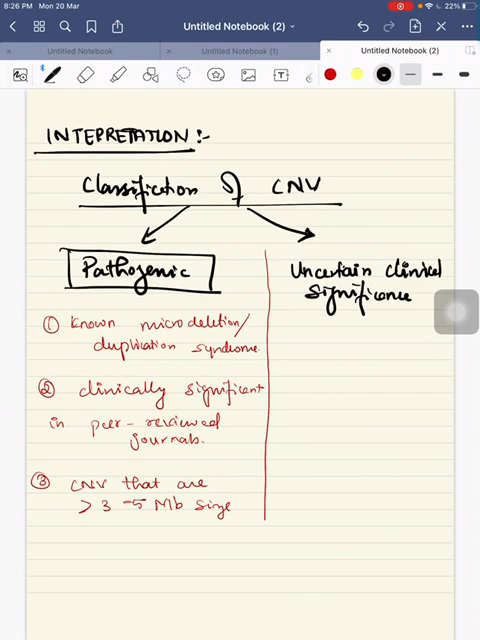 8:26 PM Mon 20 Mar
22%
Untitled Notebook (2)
Untitled Notebook
Untitled Notebook (1)
Untitled Notebook (2)
INTEPRETATION :-
Classification of CNV
Pathogenic
① Known microdeletion/
duplication syndrome.
② clinically significant
in peer-reviewed
journals.
③ CNV that are
> 3-5 Mb size
Uncertain clinical
significance